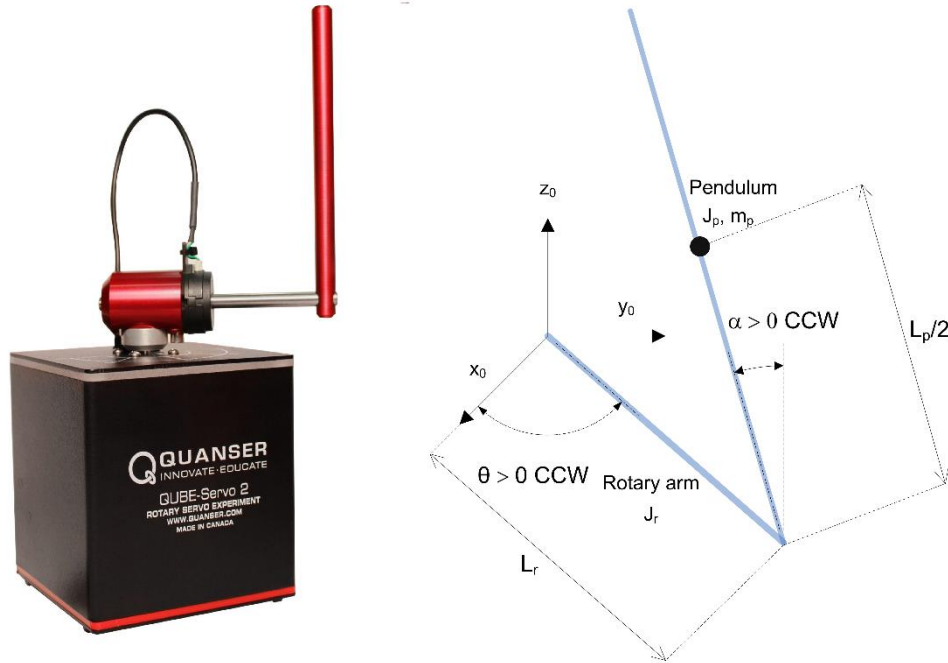 QUANSER
INNOVATE·EDUCATE
QUBE-Servo 2
ROTARY SERVO EXPERIMENT
WWW.QUANSER.COM
MADE IN CANADA
Pendulum
Jₚ, mₚ
z₀
y₀
α > 0 CCW
Lₚ/2
x₀
θ > 0 CCW
Rotary arm
Jᵣ
Lᵣ